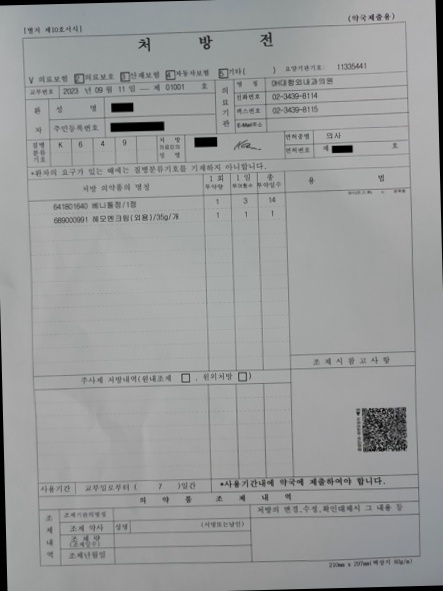 [별지 제10호서식]
(약국제출용)
처 방 전
V 의료보험 2 의료보호 3 산재보험 4 자동차보험 5 기타( ) 요양기관기호: 11335441
교부번호 2023 년 09 월 11 일 — 제 01001 호
의료기관
명 칭 DH대항외내과의원
전화번호 02-3439-6114
팩스번호 02-3439-6115
E-Mail주소
환자
성 명
주민등록번호
질병분류기호 K 6 4 9
처 방 의료인의 성 명
면허종별 의사
면허번호 제 호
*환자의 요구가 있는 때에는 질병분류기호를 기재하지 아니합니다.
처방 의약품의 명칭
1 회 투약량
1 일 투여횟수
총 투약일수
용 법
641801640 베니톨정/1정 1 3 14
689000991 헤모렌크림(외용)/35g/개 1 1 1
조제시참고사항
주사제 처방내역(원내조제 □ , 원외처방 □)
사용기간 교부일로부터 ( 7 )일간 *사용기간내에 약국에 제출하여야 합니다.
의 약 품 조 제 내 역
조제내역
조제기관의명칭
처방의 변경,수정,확인대체시 그 내용 등
조제 약사 성명 (서명또는날인)
조 제 량 (조제일수)
조제년월일
210mm x 297mm(백상지 60g/m)